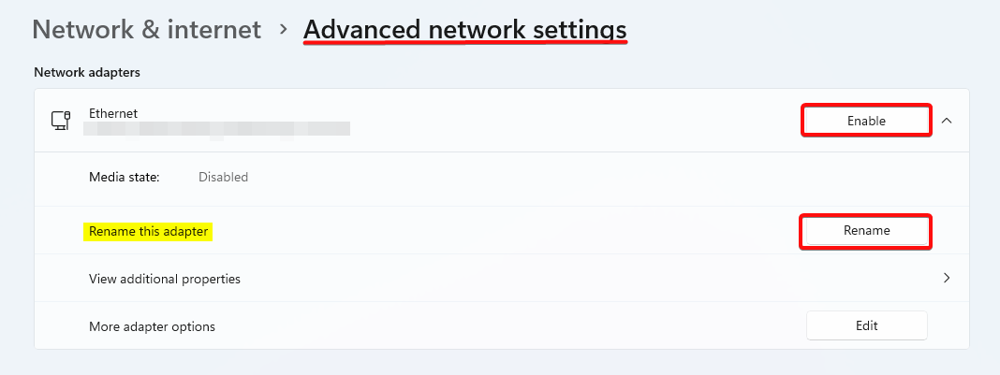 Network & internet > Advanced network settings
Network adapters
Ethernet
Enable
Media state: Disabled
Rename this adapter Rename
View additional properties
More adapter options Edit